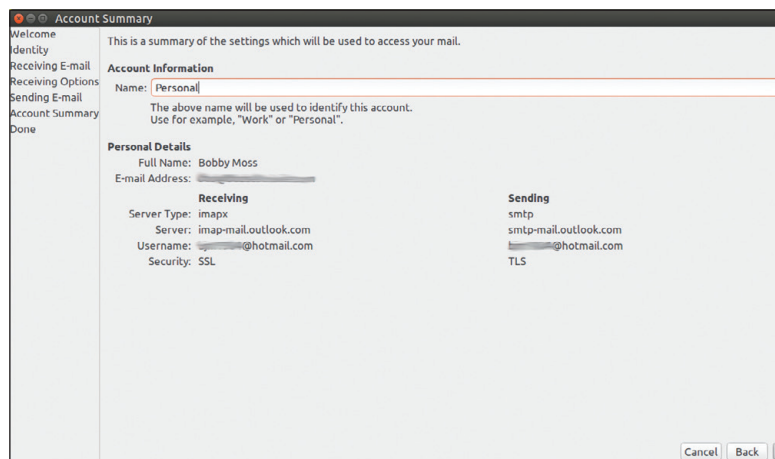 Account Summary
Welcome
Identity
Receiving E-mail
Receiving Options
Sending E-mail
Account Summary
Done
This is a summary of the settings which will be used to access your mail.
Account Information
Name: Personal
The above name will be used to identify this account.
Use for example, "Work" or "Personal".
Personal Details
Full Name: Bobby Moss
E-mail Address:
Receiving Sending
Server Type: imapx smtp
Server: imap-mail.outlook.com smtp-mail.outlook.com
Username: @hotmail.com @hotmail.com
Security: SSL TLS
Cancel Back